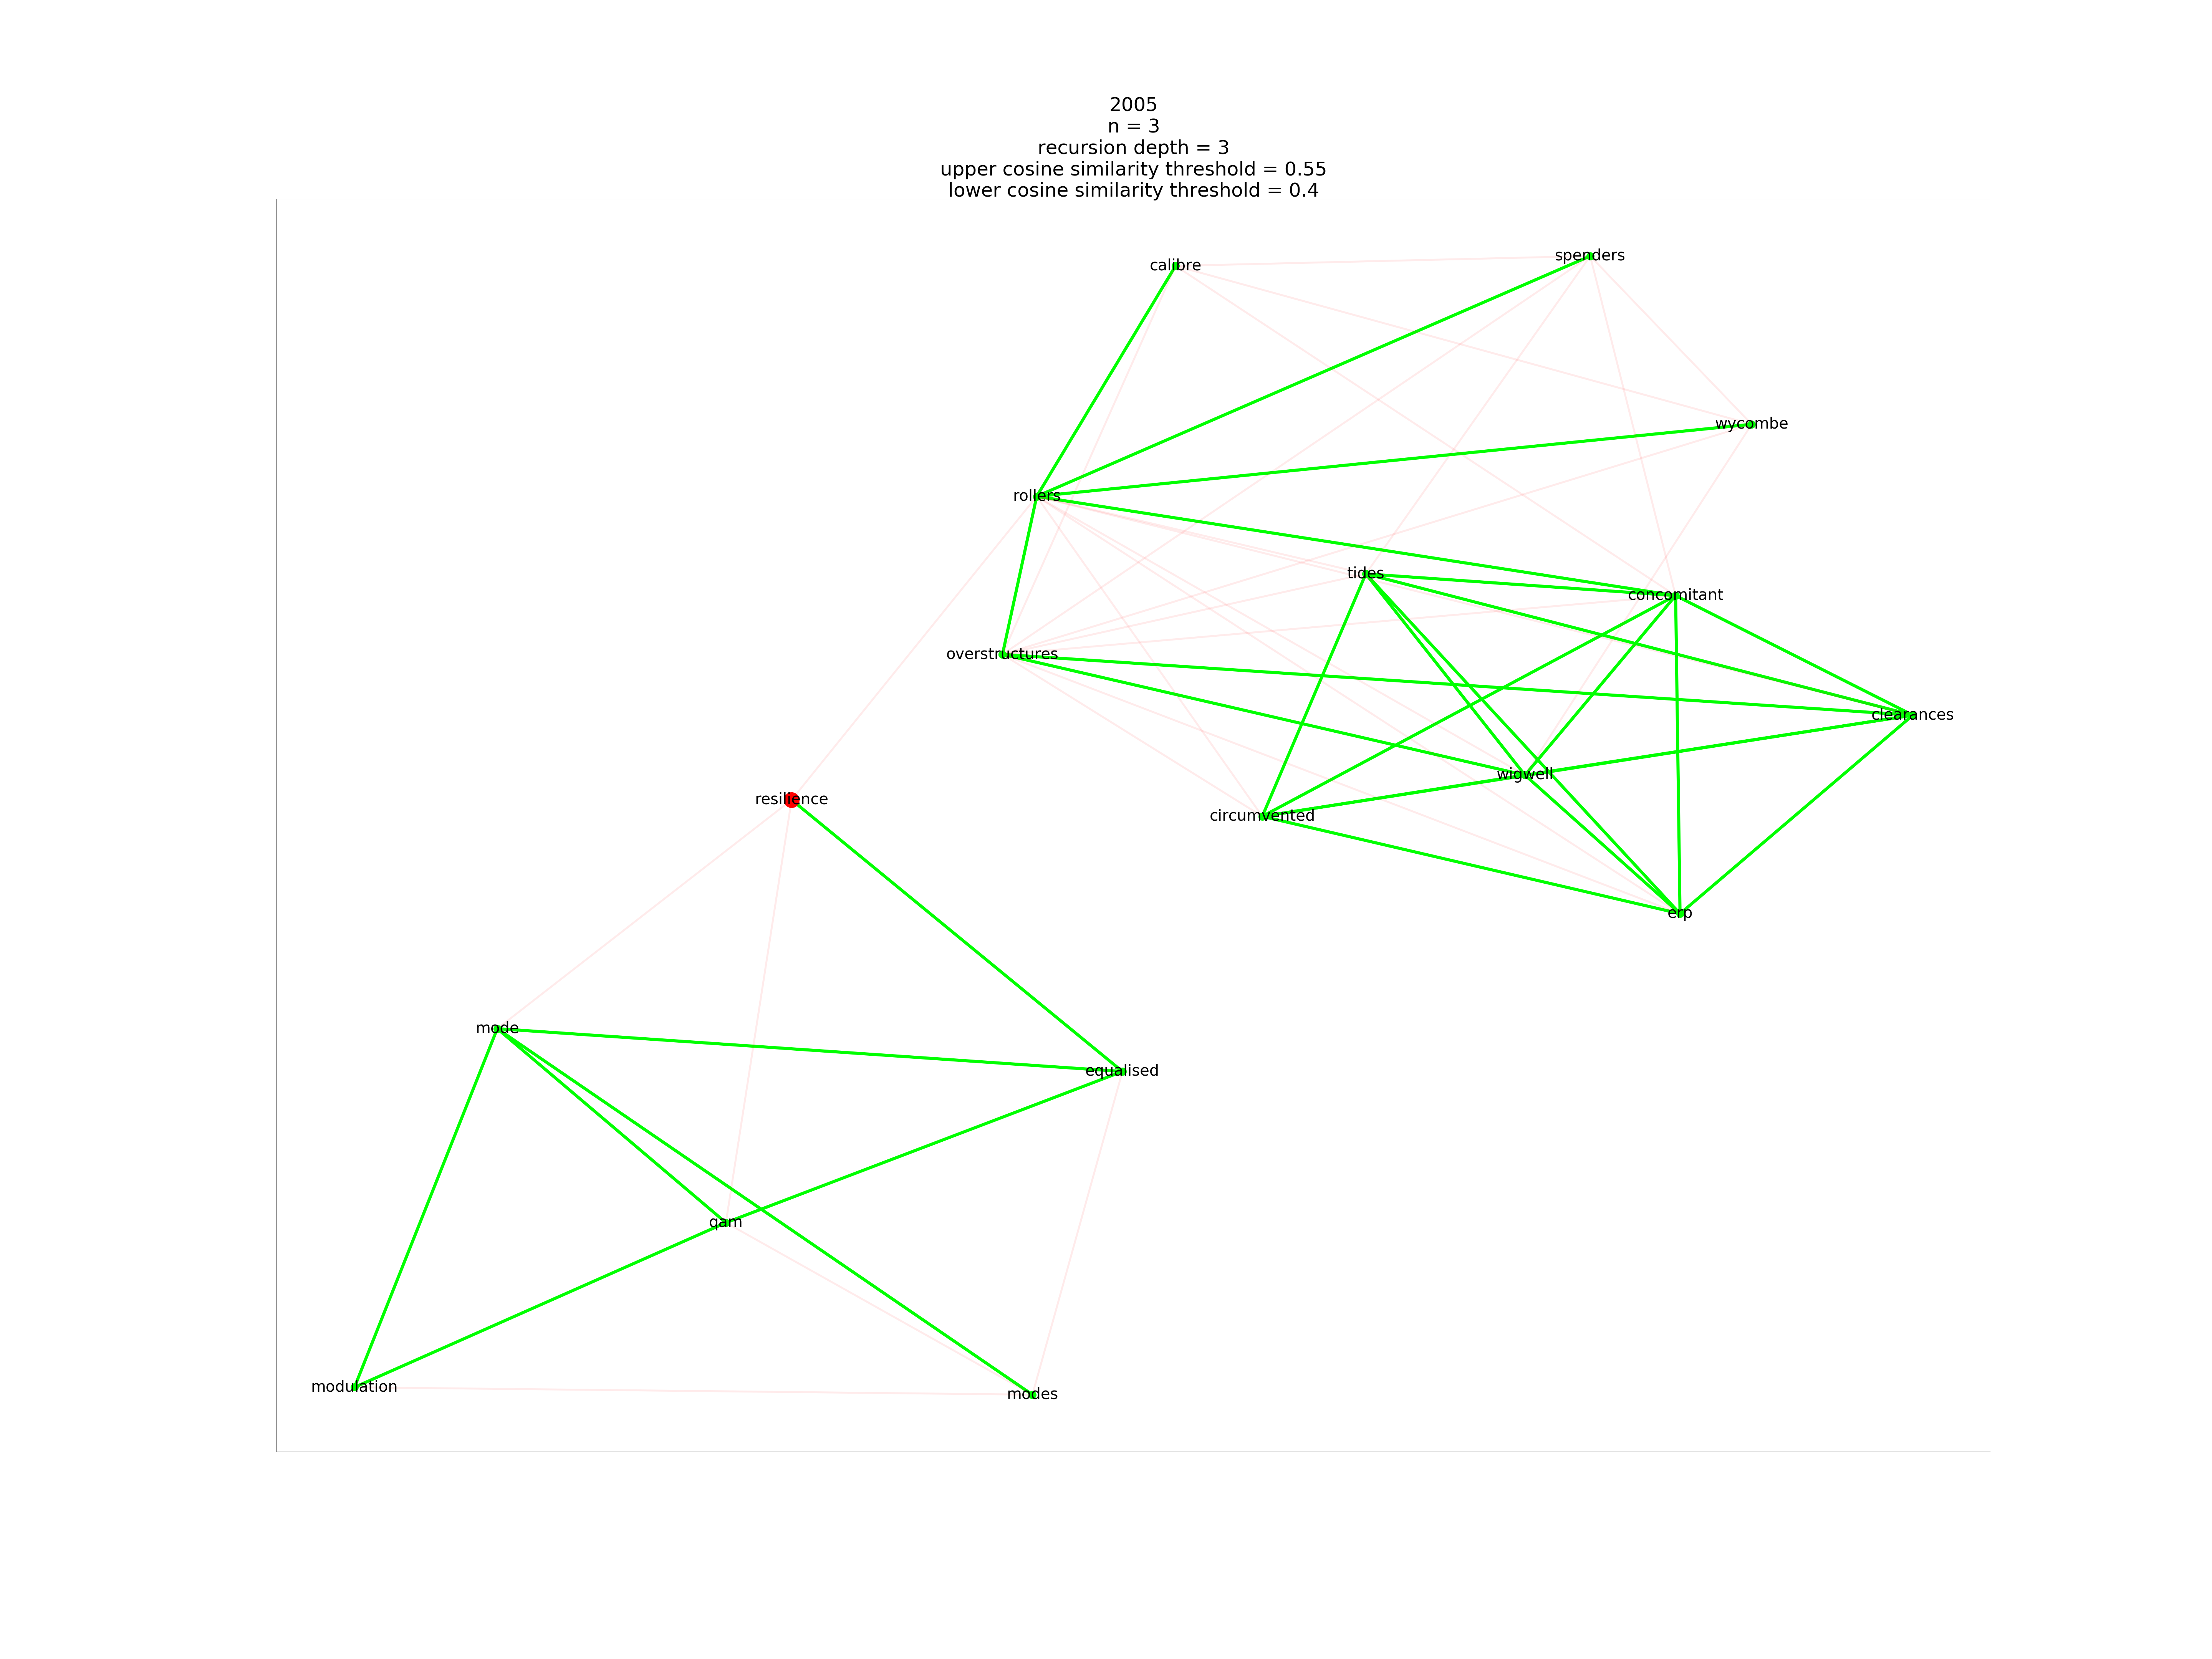 2005
n = 3
recursion depth = 3
upper cosine similarity threshold = 0.55
lower cosine similarity threshold = 0.4
calibre
spenders
wycombe
rollers
tides
concomitant
overstructures
clearances
wigwell
resilience
circumvented
erp
mode
equalised
qam
modulation
modes